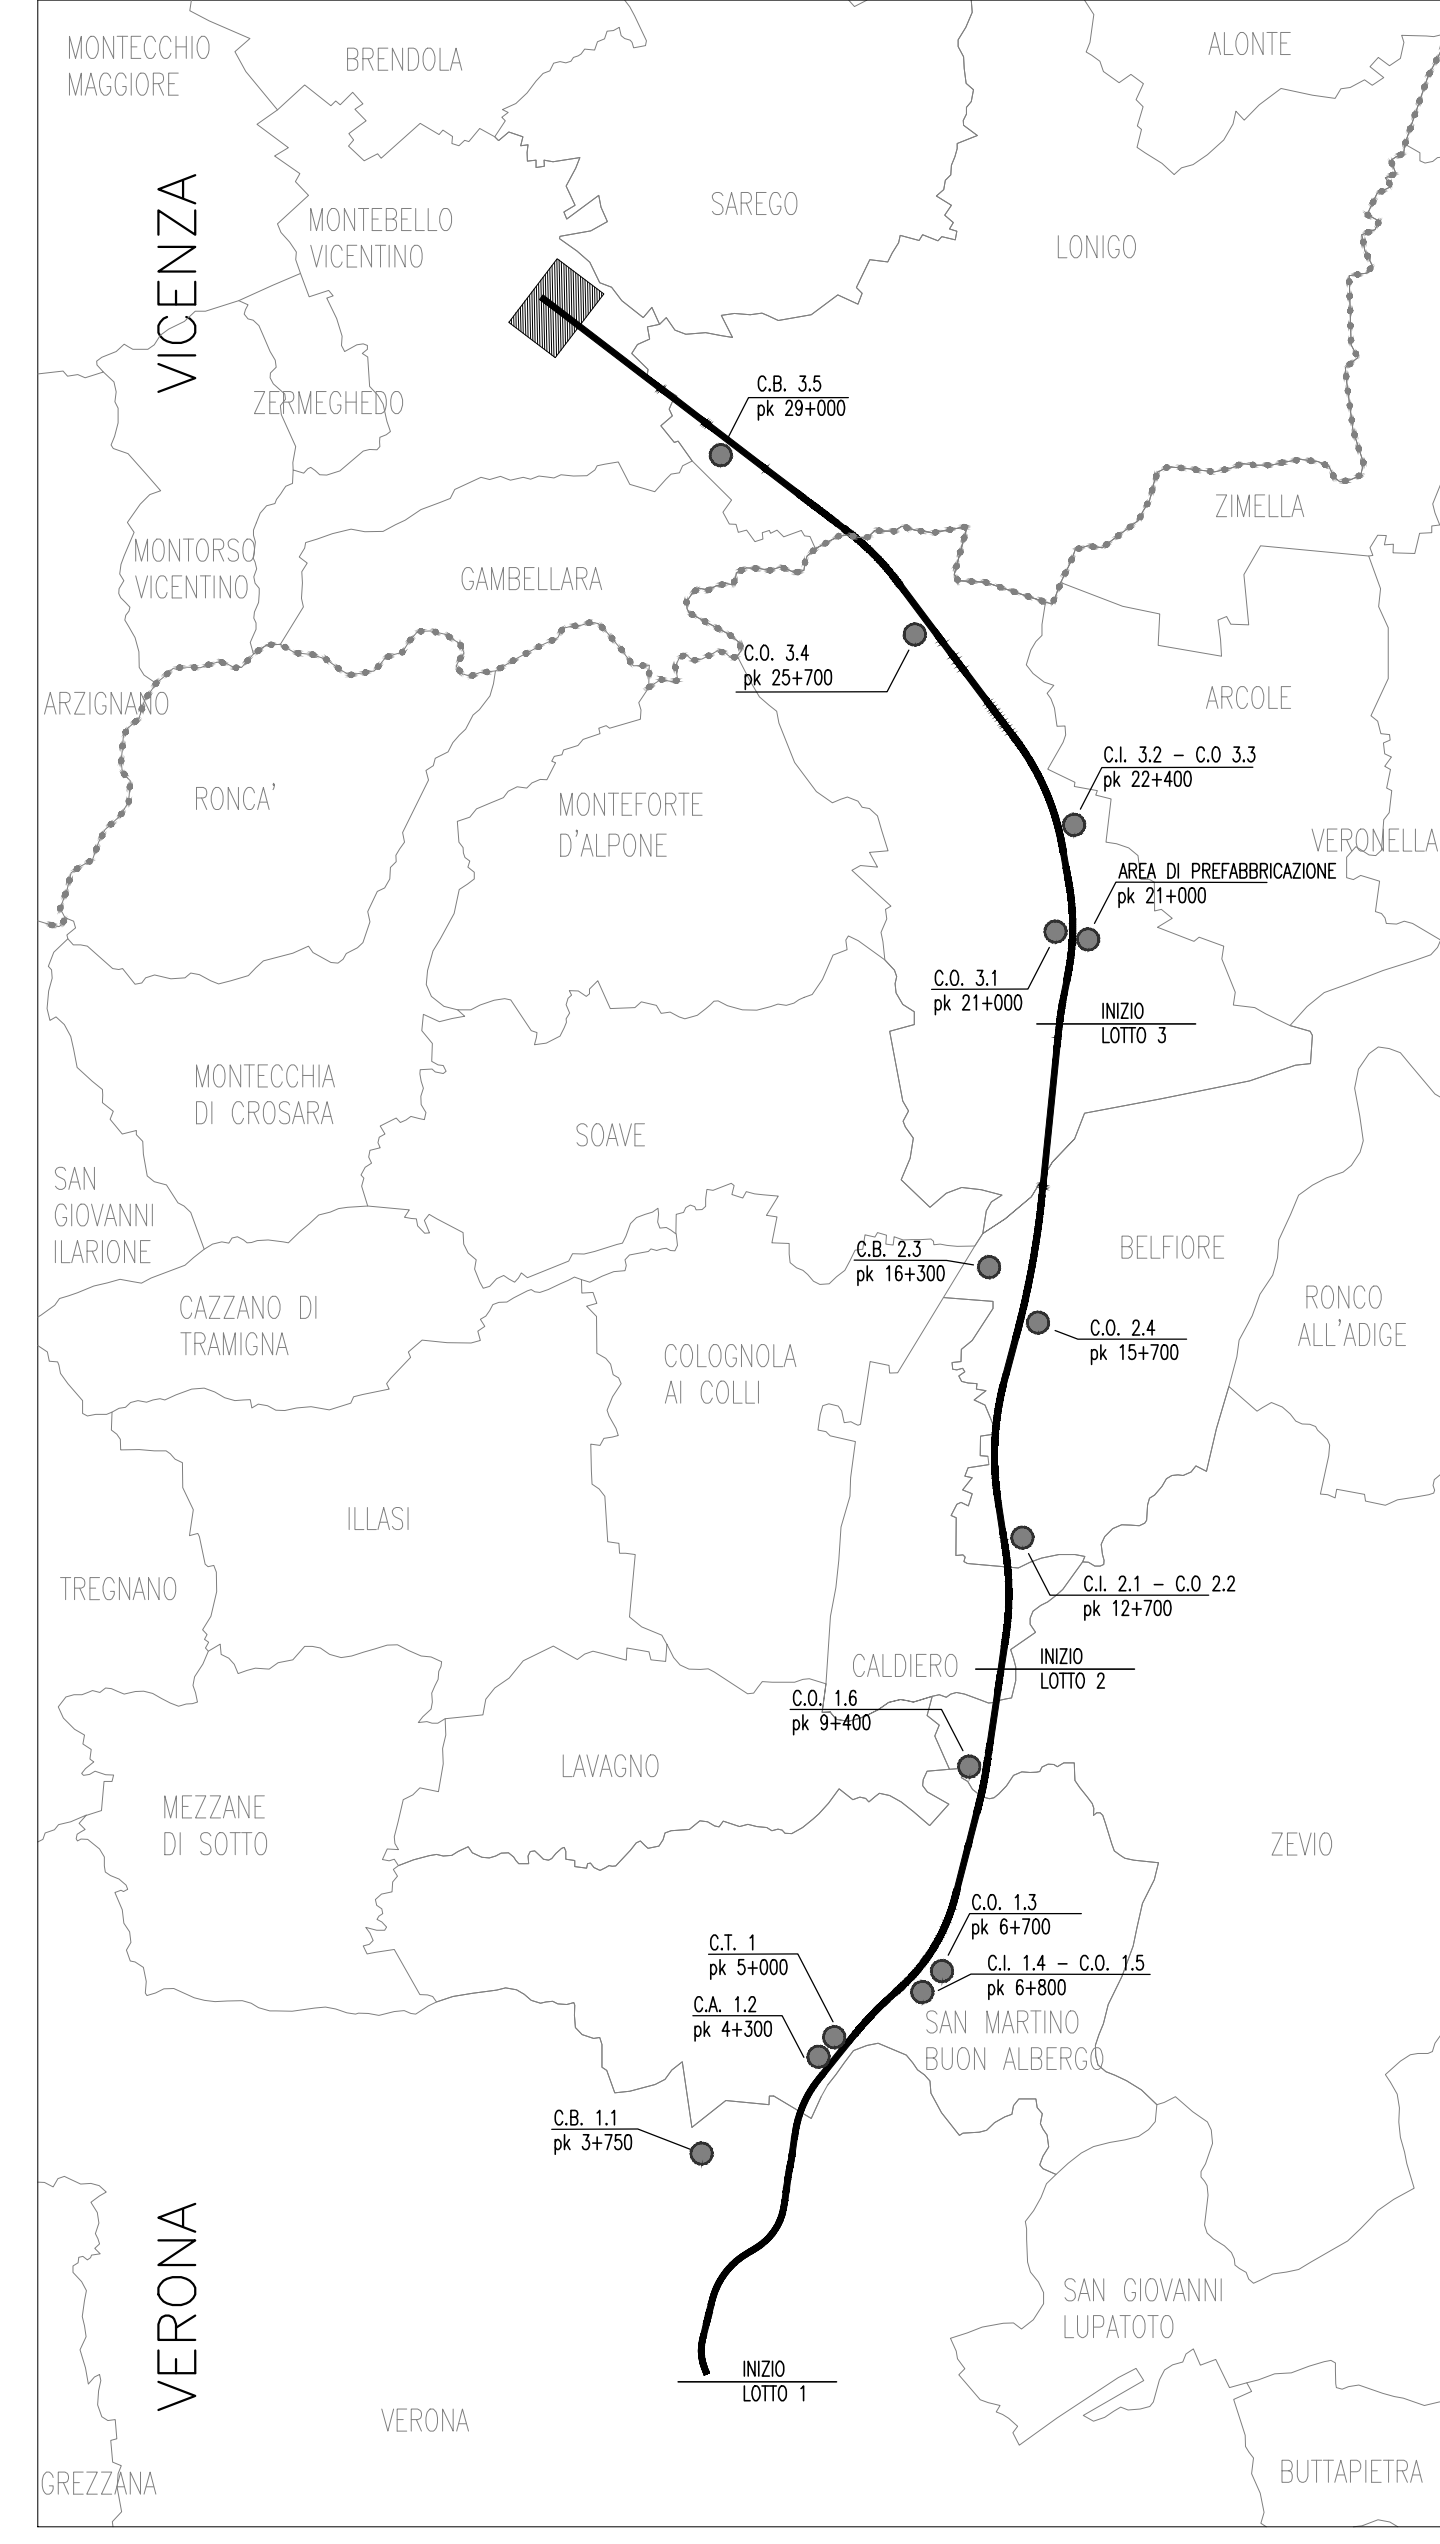 MONTECCHIO
MAGGIORE
BRENDOLA
ALONTE
VICENZA
MONTEBELLO
VICENTINO
SAREGO
LONIGO
ZERMEGHEDO
C.B. 3.5
pk 29+000
ZIMELLA
MONTORSO
VICENTINO
GAMBELLARA
C.O. 3.4
pk 25+700
ARZIGNANO
ARCOLE
RONCA'
MONTEFORTE
D'ALPONE
C.I. 3.2 - C.O 3.3
pk 22+400
VERONELLA
AREA DI PREFABBRICAZIONE
pk 21+000
C.O. 3.1
pk 21+000
INIZIO
LOTTO 3
MONTECCHIA
DI CROSARA
SOAVE
SAN
GIOVANNI
ILARIONE
C.B. 2.3
pk 16+300
BELFIORE
CAZZANO DI
TRAMIGNA
RONCO
ALL'ADIGE
C.O. 2.4
pk 15+700
COLOGNOLA
AI COLLI
ILLASI
TREGNANO
C.I. 2.1 - C.O 2.2
pk 12+700
CALDIERO
INIZIO
LOTTO 2
C.O. 1.6
pk 9+400
LAVAGNO
MEZZANE
DI SOTTO
ZEVIO
C.O. 1.3
pk 6+700
C.T. 1
pk 5+000
C.I. 1.4 - C.O. 1.5
pk 6+800
C.A. 1.2
pk 4+300
SAN MARTINO
BUON ALBERGO
C.B. 1.1
pk 3+750
VERONA
SAN GIOVANNI
LUPATOTO
INIZIO
LOTTO 1
VERONA
GREZZANA
BUTTAPIETRA